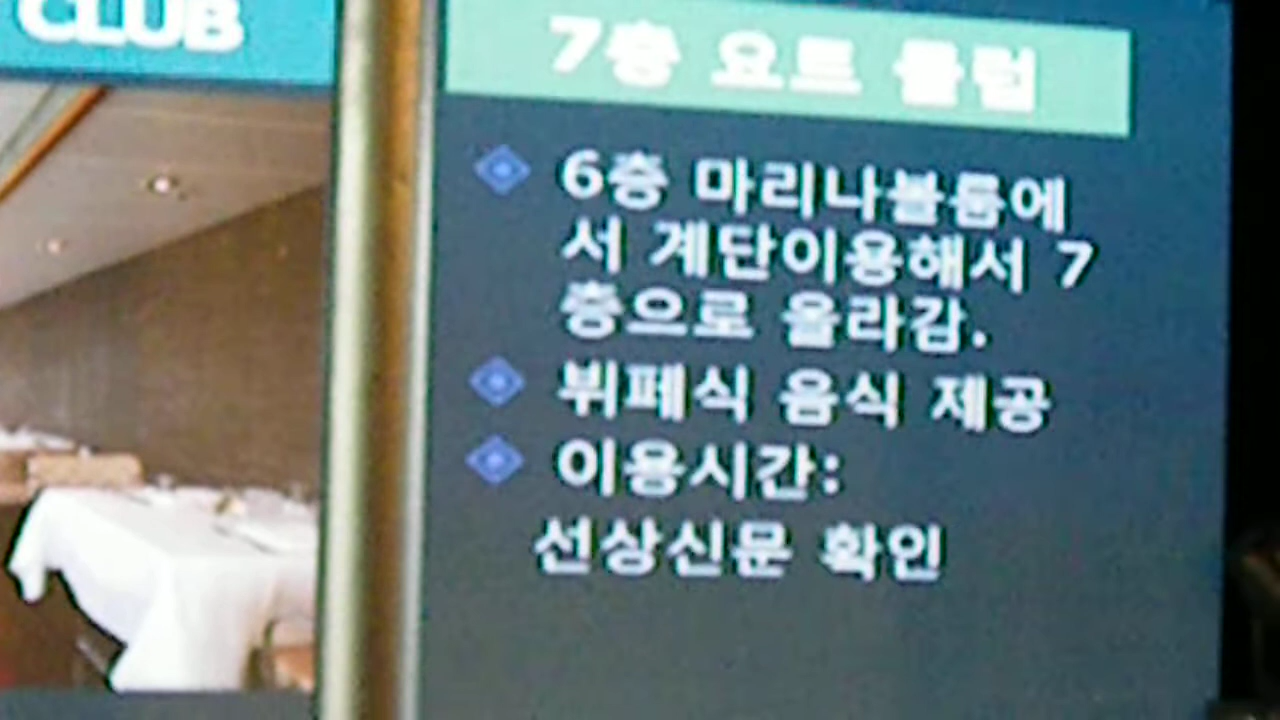 CLUB
7층 요트 클럽
6층 마리나볼룸에
서 계단이용해서 7
층으로 올라감.
뷔페식 음식 제공
이용시간:
선상신문 확인